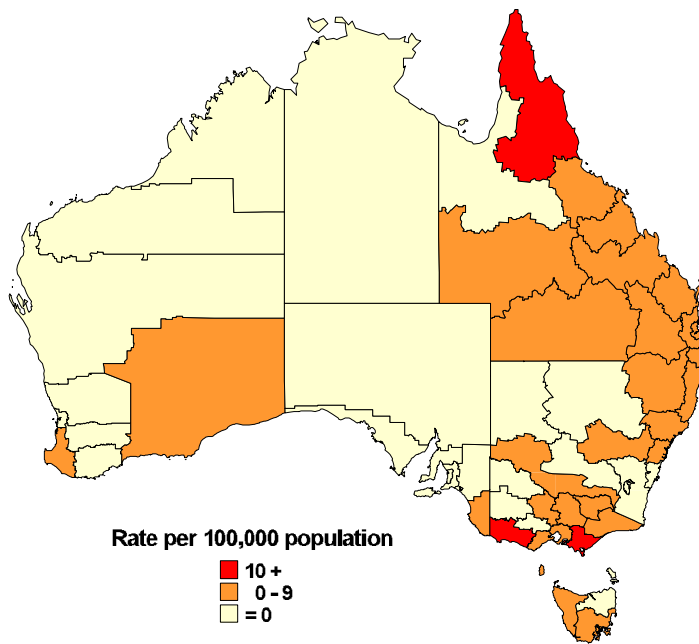 Rate per 100,000 population
10 +
0 - 9
= 0